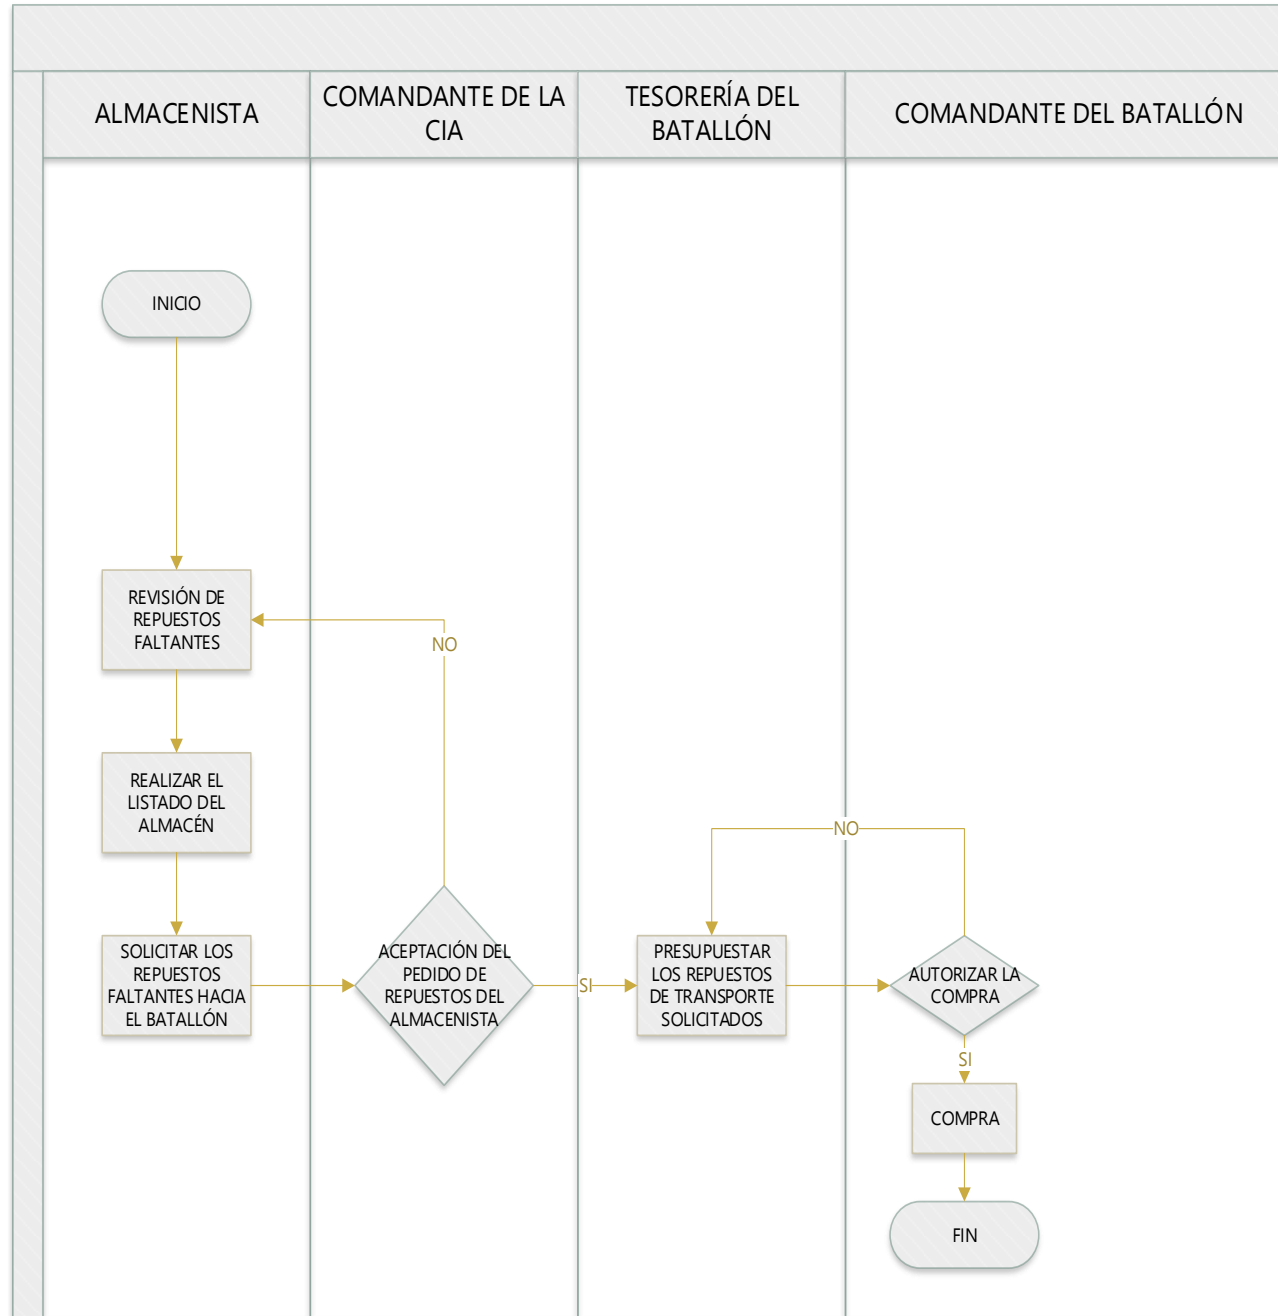 ALMACENISTA
COMANDANTE DE LA
CIA
TESORERÍA DEL
BATALLÓN
COMANDANTE DEL BATALLÓN
INICIO
REVISIÓN DE
REPUESTOS
FALTANTES
NO
REALIZAR EL
LISTADO DEL
ALMACÉN
NO
SOLICITAR LOS
REPUESTOS
FALTANTES HACIA
EL BATALLÓN
ACEPTACIÓN DEL
PEDIDO DE
REPUESTOS DEL
ALMACENISTA
SI
PRESUPUESTAR
LOS REPUESTOS
DE TRANSPORTE
SOLICITADOS
AUTORIZAR LA
COMPRA
SI
COMPRA
FIN